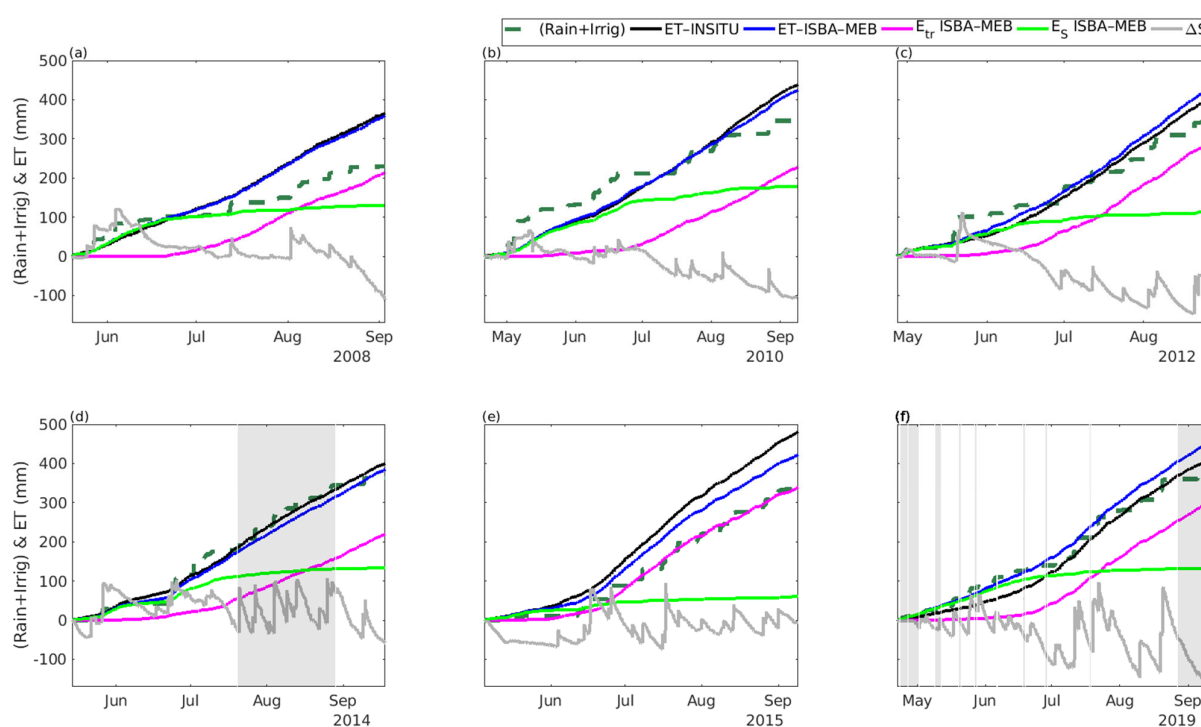 (Rain+Irrig) ET–INSITU ET–ISBA–MEB E_tr ISBA–MEB E_S ISBA–MEB
(a) (b) (c)
(Rain+Irrig) & ET (mm)
500
400
300
200
100
0
-100
Jun Jul Aug Sep
2008
May Jun Jul Aug Sep
2010
May Jun Jul Aug
2012
(d) (e) (f)
(Rain+Irrig) & ET (mm)
500
400
300
200
100
0
-100
Jun Jul Aug Sep
2014
May Jun Jul Aug Sep
2015
May Jun Jul Aug Sep
2019